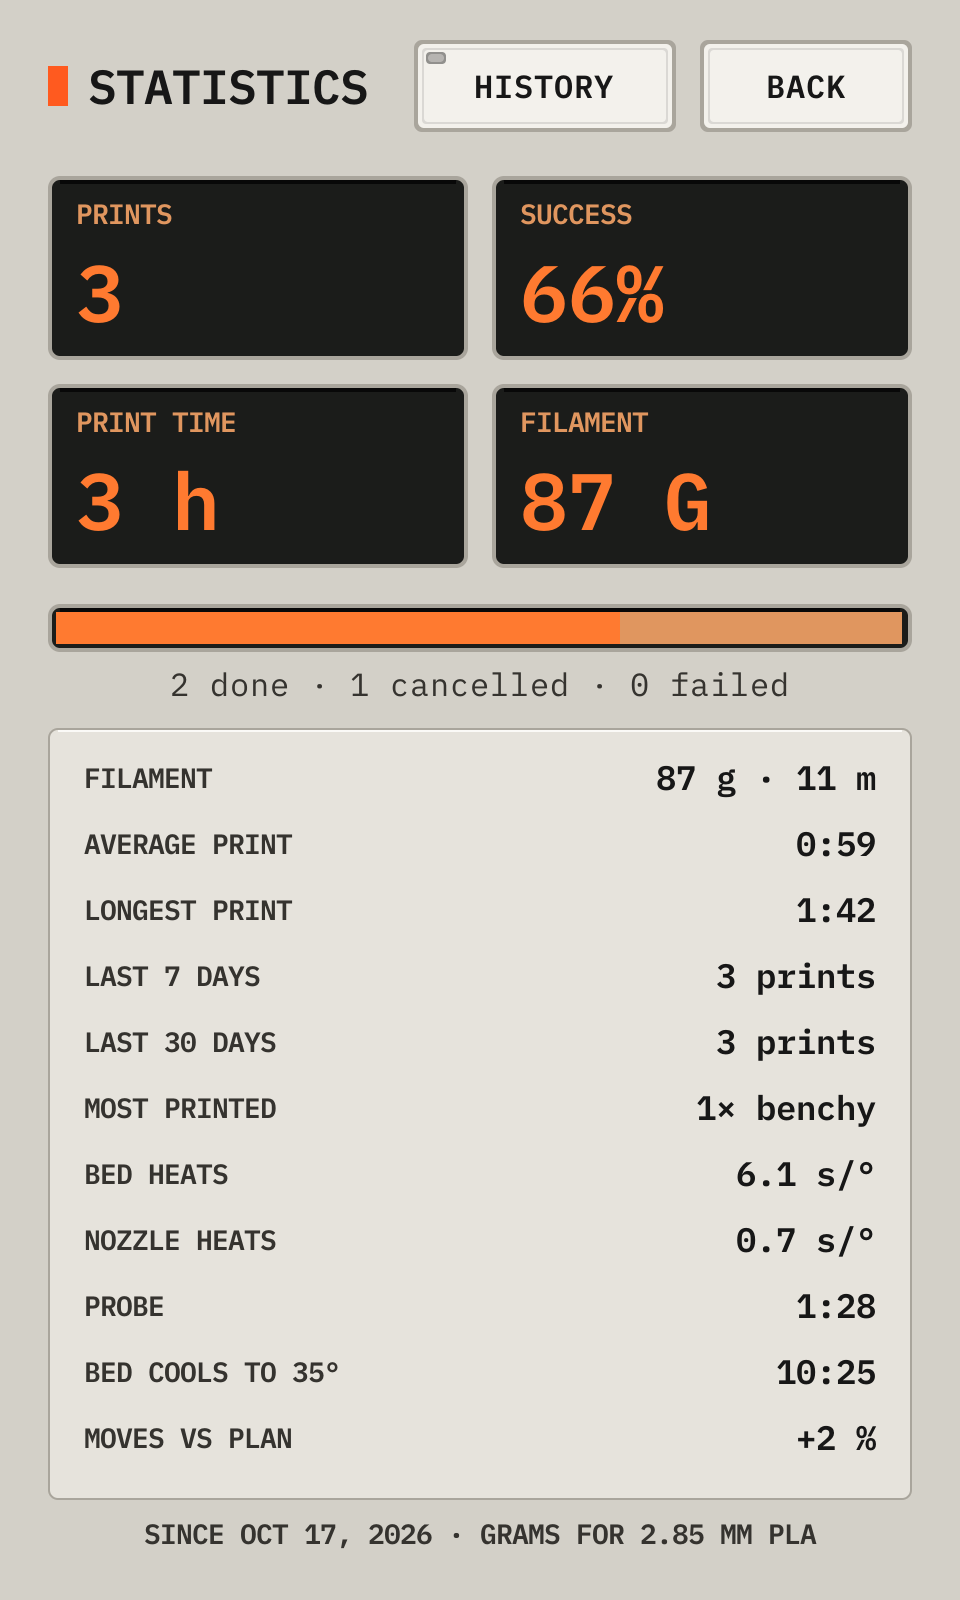 STATISTICS HISTORY BACK
PRINTS SUCCESS
3 66%
PRINT TIME FILAMENT
3 h 87 G
2 done · 1 cancelled · 0 failed
FILAMENT 87 g · 11 m
AVERAGE PRINT 0:59
LONGEST PRINT 1:42
LAST 7 DAYS 3 prints
LAST 30 DAYS 3 prints
MOST PRINTED 1× benchy
BED HEATS 6.1 s/°
NOZZLE HEATS 0.7 s/°
PROBE 1:28
BED COOLS TO 35° 10:25
MOVES VS PLAN +2 %
SINCE OCT 17, 2026 · GRAMS FOR 2.85 MM PLA